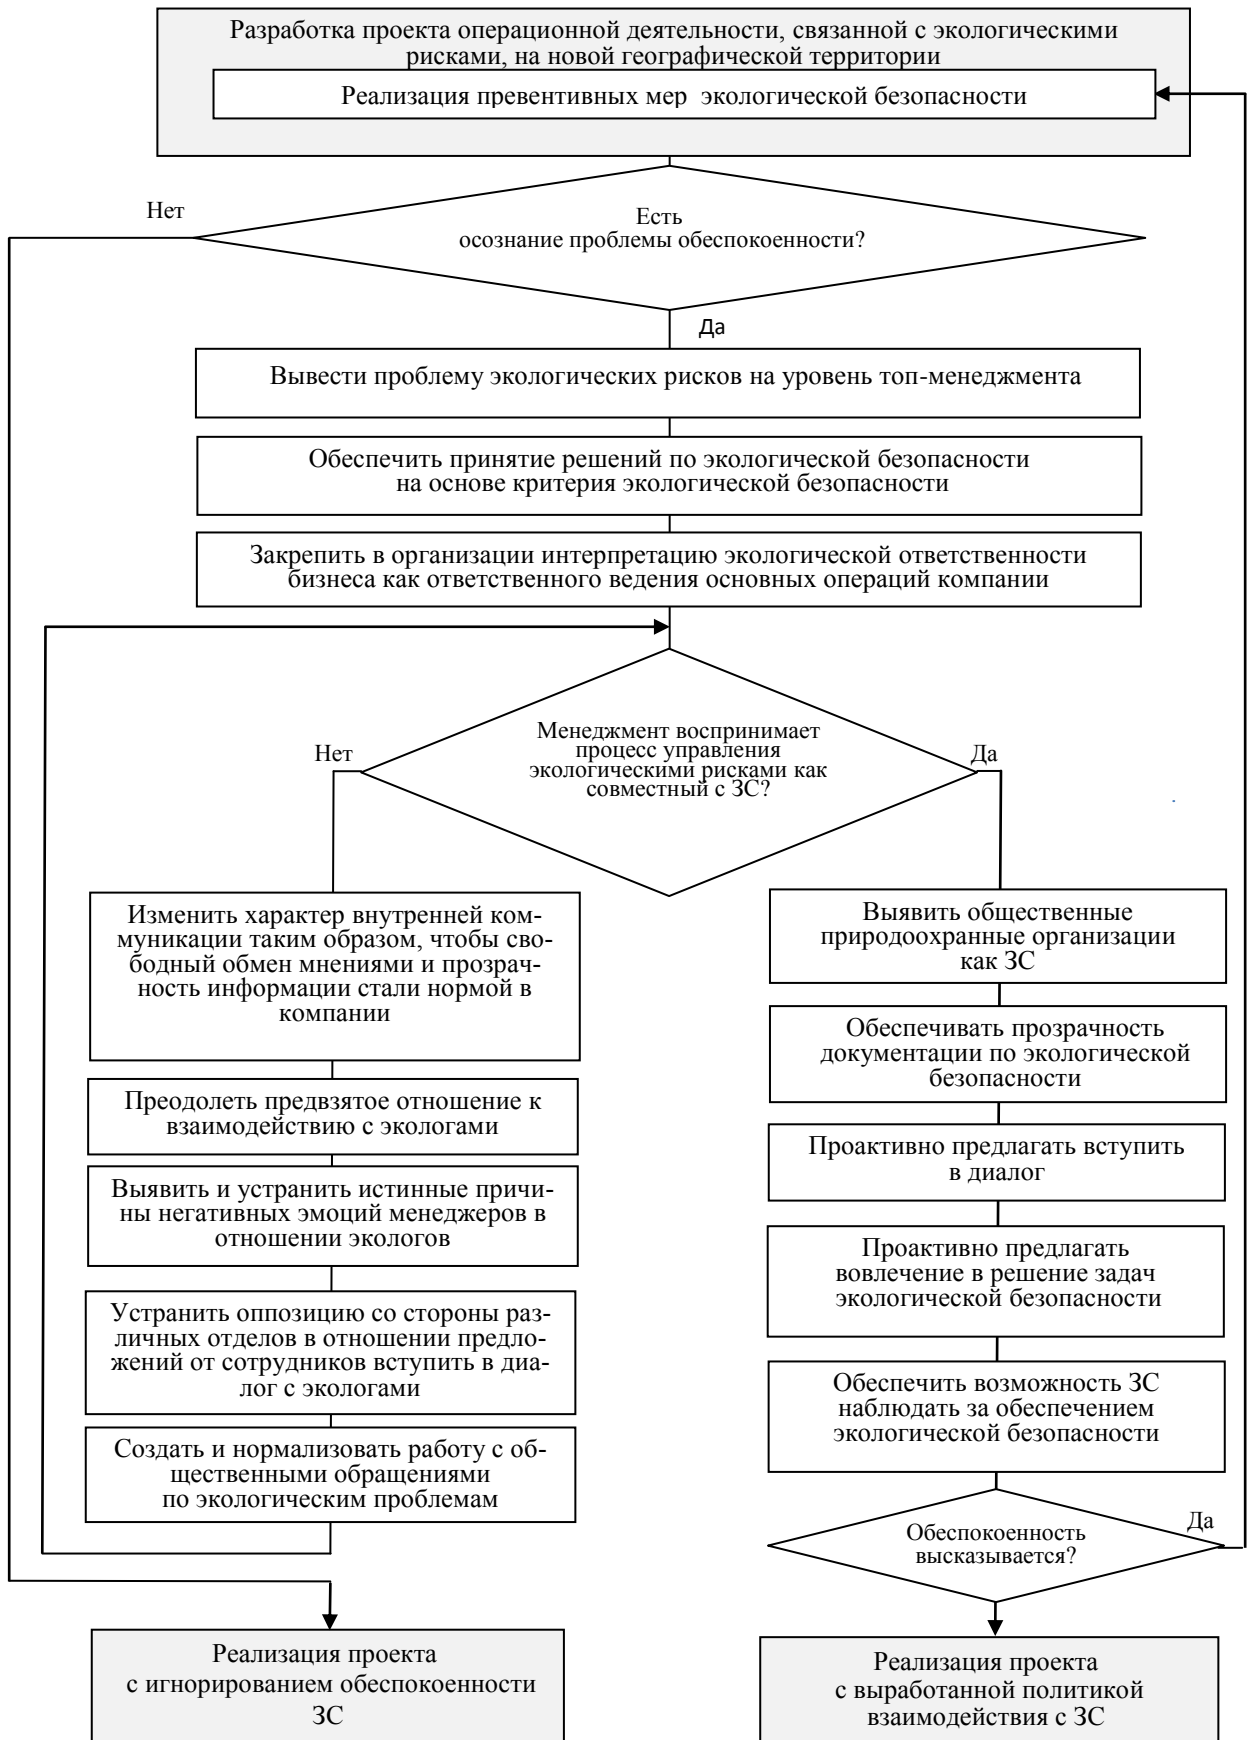 Разработка проекта операционной деятельности, связанной с экологическими
рисками, на новой географической территории
Реализация превентивных мер экологической безопасности
Нет
Есть
осознание проблемы обеспокоенности?
Да
Вывести проблему экологических рисков на уровень топ-менеджмента
Обеспечить принятие решений по экологической безопасности
на основе критерия экологической безопасности
Закрепить в организации интерпретацию экологической ответственности
бизнеса как ответственного ведения основных операций компании
Нет
Менеджмент воспринимает
процесс управления
экологическими рисками как
совместный с ЗС?
Да
Изменить характер внутренней ком-
муникации таким образом, чтобы сво-
бодный обмен мнениями и прозрач-
ность информации стали нормой в
компании
Преодолеть предвзятое отношение к
взаимодействию с экологами
Выявить и устранить истинные причи-
ны негативных эмоций менеджеров в
отношении экологов
Устранить оппозицию со стороны раз-
личных отделов в отношении предло-
жений от сотрудников вступить в диа-
лог с экологами
Создать и нормализовать работу с об-
щественными обращениями
по экологическим проблемам
Выявить общественные
природоохранные организации
как ЗС
Обеспечивать прозрачность
документации по экологической
безопасности
Проактивно предлагать вступить
в диалог
Проактивно предлагать
вовлечение в решение задач
экологической безопасности
Обеспечить возможность ЗС
наблюдать за обеспечением
экологической безопасности
Обеспокоенность
высказывается?
Да
Реализация проекта
с игнорированием обеспокоенности
ЗС
Реализация проекта
с выработанной политикой
взаимодействия с ЗС